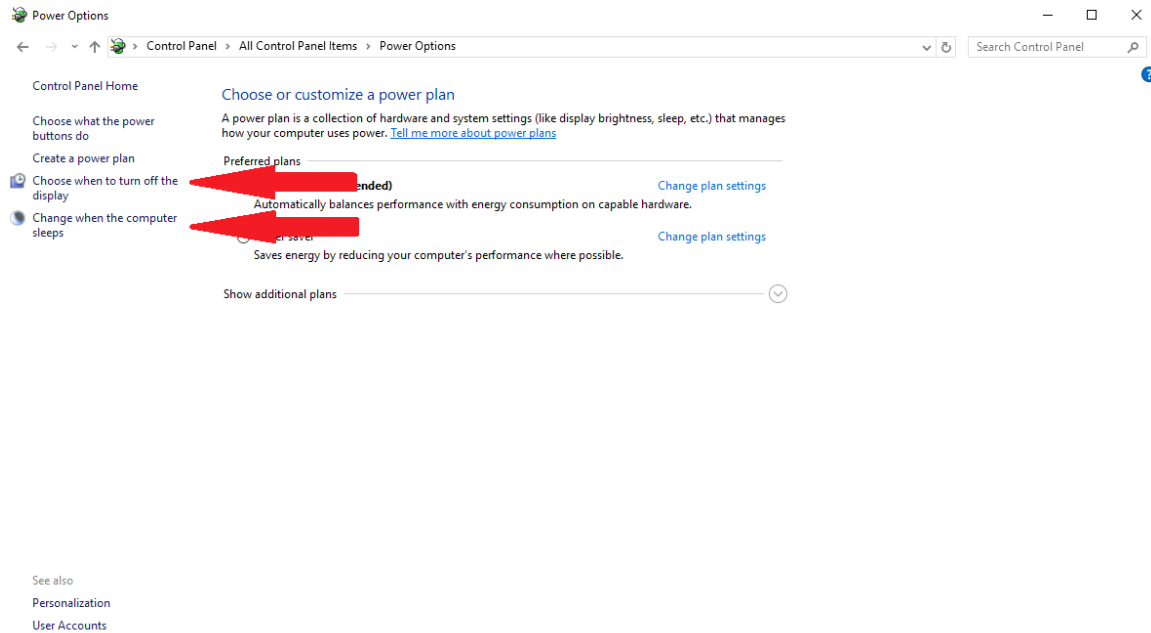 Power Options
Control Panel > All Control Panel Items > Power Options
Search Control Panel
?
Control Panel Home
Choose what the power
buttons do
Create a power plan
Choose when to turn off the
display
Change when the computer
sleeps
Choose or customize a power plan
A power plan is a collection of hardware and system settings (like display brightness, sleep, etc.) that manages
how your computer uses power. Tell me more about power plans
Preferred plans
ended)
Change plan settings
Automatically balances performance with energy consumption on capable hardware.
saver
Change plan settings
Saves energy by reducing your computer's performance where possible.
Show additional plans
See also
Personalization
User Accounts